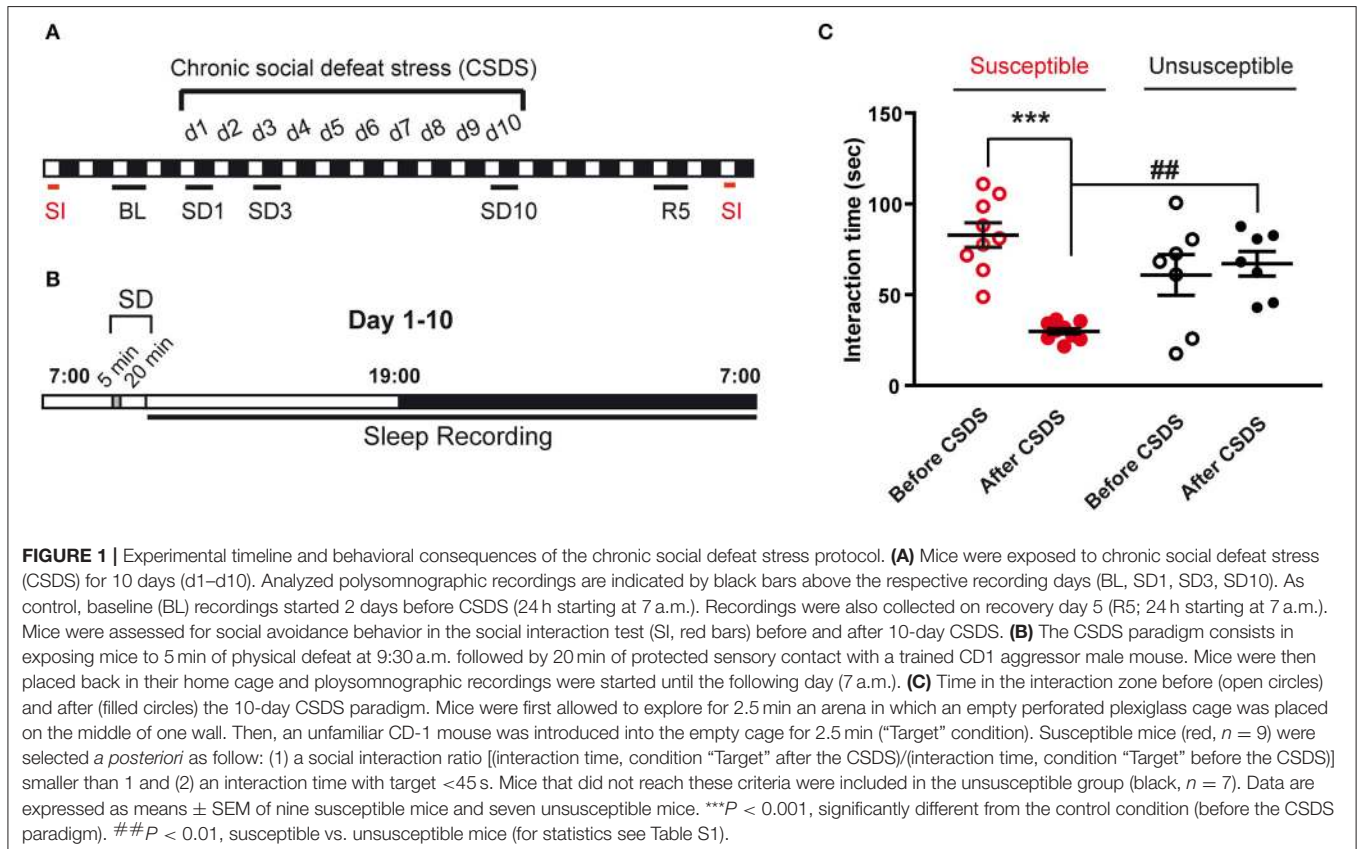 A
Chronic social defeat stress (CSDS)
d1 d2 d3 d4 d5 d6 d7 d8 d9 d10
SI BL SD1 SD3 SD10 R5 SI
B
SD
Day 1-10
7:00 5 min 20 min 19:00 7:00
Sleep Recording
C
Susceptible Unsusceptible
150
***
##
100
50
0
Interaction time (sec)
Before CSDS After CSDS Before CSDS After CSDS
FIGURE 1 | Experimental timeline and behavioral consequences of the chronic social defeat stress protocol. (A) Mice were exposed to chronic social defeat stress
(CSDS) for 10 days (d1–d10). Analyzed polysomnographic recordings are indicated by black bars above the respective recording days (BL, SD1, SD3, SD10). As
control, baseline (BL) recordings started 2 days before CSDS (24 h starting at 7 a.m.). Recordings were also collected on recovery day 5 (R5; 24 h starting at 7 a.m.).
Mice were assessed for social avoidance behavior in the social interaction test (SI, red bars) before and after 10-day CSDS. (B) The CSDS paradigm consists in
exposing mice to 5 min of physical defeat at 9:30 a.m. followed by 20 min of protected sensory contact with a trained CD1 aggressor male mouse. Mice were then
placed back in their home cage and ploysomnographic recordings were started until the following day (7 a.m.). (C) Time in the interaction zone before (open circles)
and after (filled circles) the 10-day CSDS paradigm. Mice were first allowed to explore for 2.5 min an arena in which an empty perforated plexiglass cage was placed
on the middle of one wall. Then, an unfamiliar CD-1 mouse was introduced into the empty cage for 2.5 min ("Target" condition). Susceptible mice (red, n = 9) were
selected a posteriori as follow: (1) a social interaction ratio [(interaction time, condition "Target" after the CSDS)/(interaction time, condition "Target" before the CSDS)]
smaller than 1 and (2) an interaction time with target <45 s. Mice that did not reach these criteria were included in the unsusceptible group (black, n = 7). Data are
expressed as means ± SEM of nine susceptible mice and seven unsusceptible mice. ***P < 0.001, significantly different from the control condition (before the CSDS
paradigm). ##P < 0.01, susceptible vs. unsusceptible mice (for statistics see Table S1).